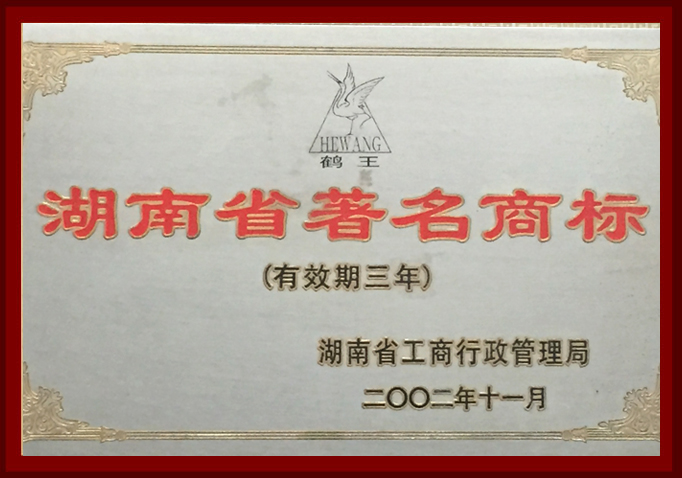 HEWANG
鹤王
湖南省著名商标
(有效期三年)
湖南省工商行政管理局
二〇〇二年十一月